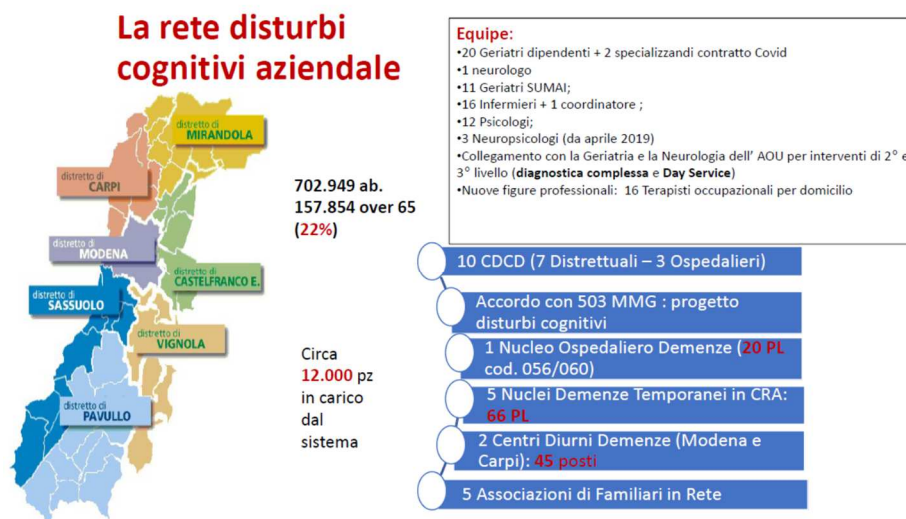 La rete disturbi
cognitivi aziendale
distretto di
MIRANDOLA
distretto di
CARPI
distretto di
MODENA
distretto di
CASTELFRANCO E.
distretto di
SASSUOLO
distretto di
VIGNOLA
distretto di
PAVULLO
702.949 ab.
157.854 over 65
(22%)
Circa
12.000 pz
in carico
dal
sistema
Equipe:
•20 Geriatri dipendenti + 2 specializzandi contratto Covid
•1 neurologo
•11 Geriatri SUMAI;
•16 Infermieri + 1 coordinatore ;
•12 Psicologi;
•3 Neuropsicologi (da aprile 2019)
•Collegamento con la Geriatria e la Neurologia dell' AOU per interventi di 2° e
3° livello (diagnostica complessa e Day Service)
•Nuove figure professionali: 16 Terapisti occupazionali per domicilio
10 CDCD (7 Distrettuali – 3 Ospedalieri)
Accordo con 503 MMG : progetto
disturbi cognitivi
1 Nucleo Ospedaliero Demenze (20 PL
cod. 056/060)
5 Nuclei Demenze Temporanei in CRA:
66 PL
2 Centri Diurni Demenze (Modena e
Carpi): 45 posti
5 Associazioni di Familiari in Rete